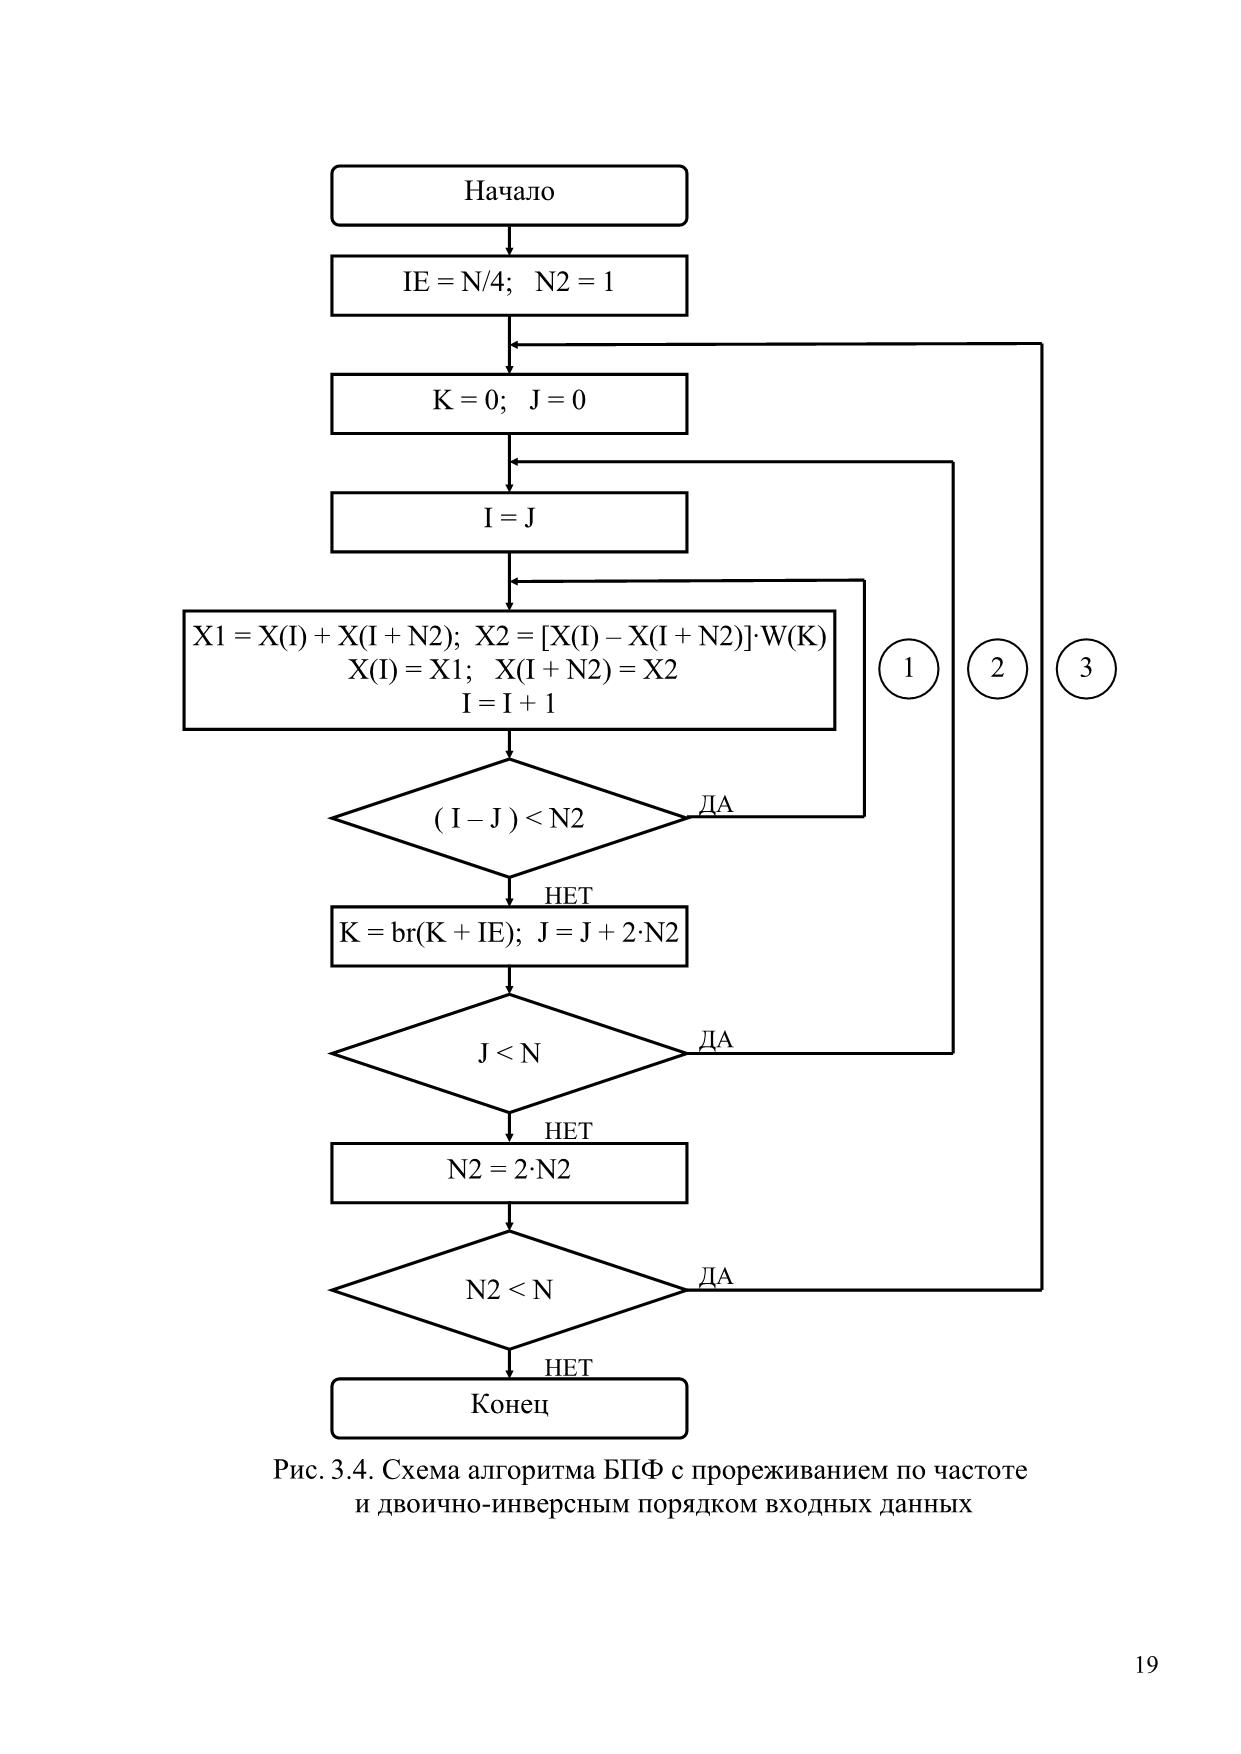 Начало
IE = N/4; N2 = 1
K = 0; J = 0
I = J
X1 = X(I) + X(I + N2); X2 = [X(I) – X(I + N2)]·W(K)
X(I) = X1; X(I + N2) = X2
I = I + 1
1
2
3
( I – J ) < N2
ДА
НЕТ
K = br(K + IE); J = J + 2·N2
J < N
ДА
НЕТ
N2 = 2·N2
N2 < N
ДА
НЕТ
Конец
Рис. 3.4. Схема алгоритма БПФ с прореживанием по частоте
и двоично-инверсным порядком входных данных
19